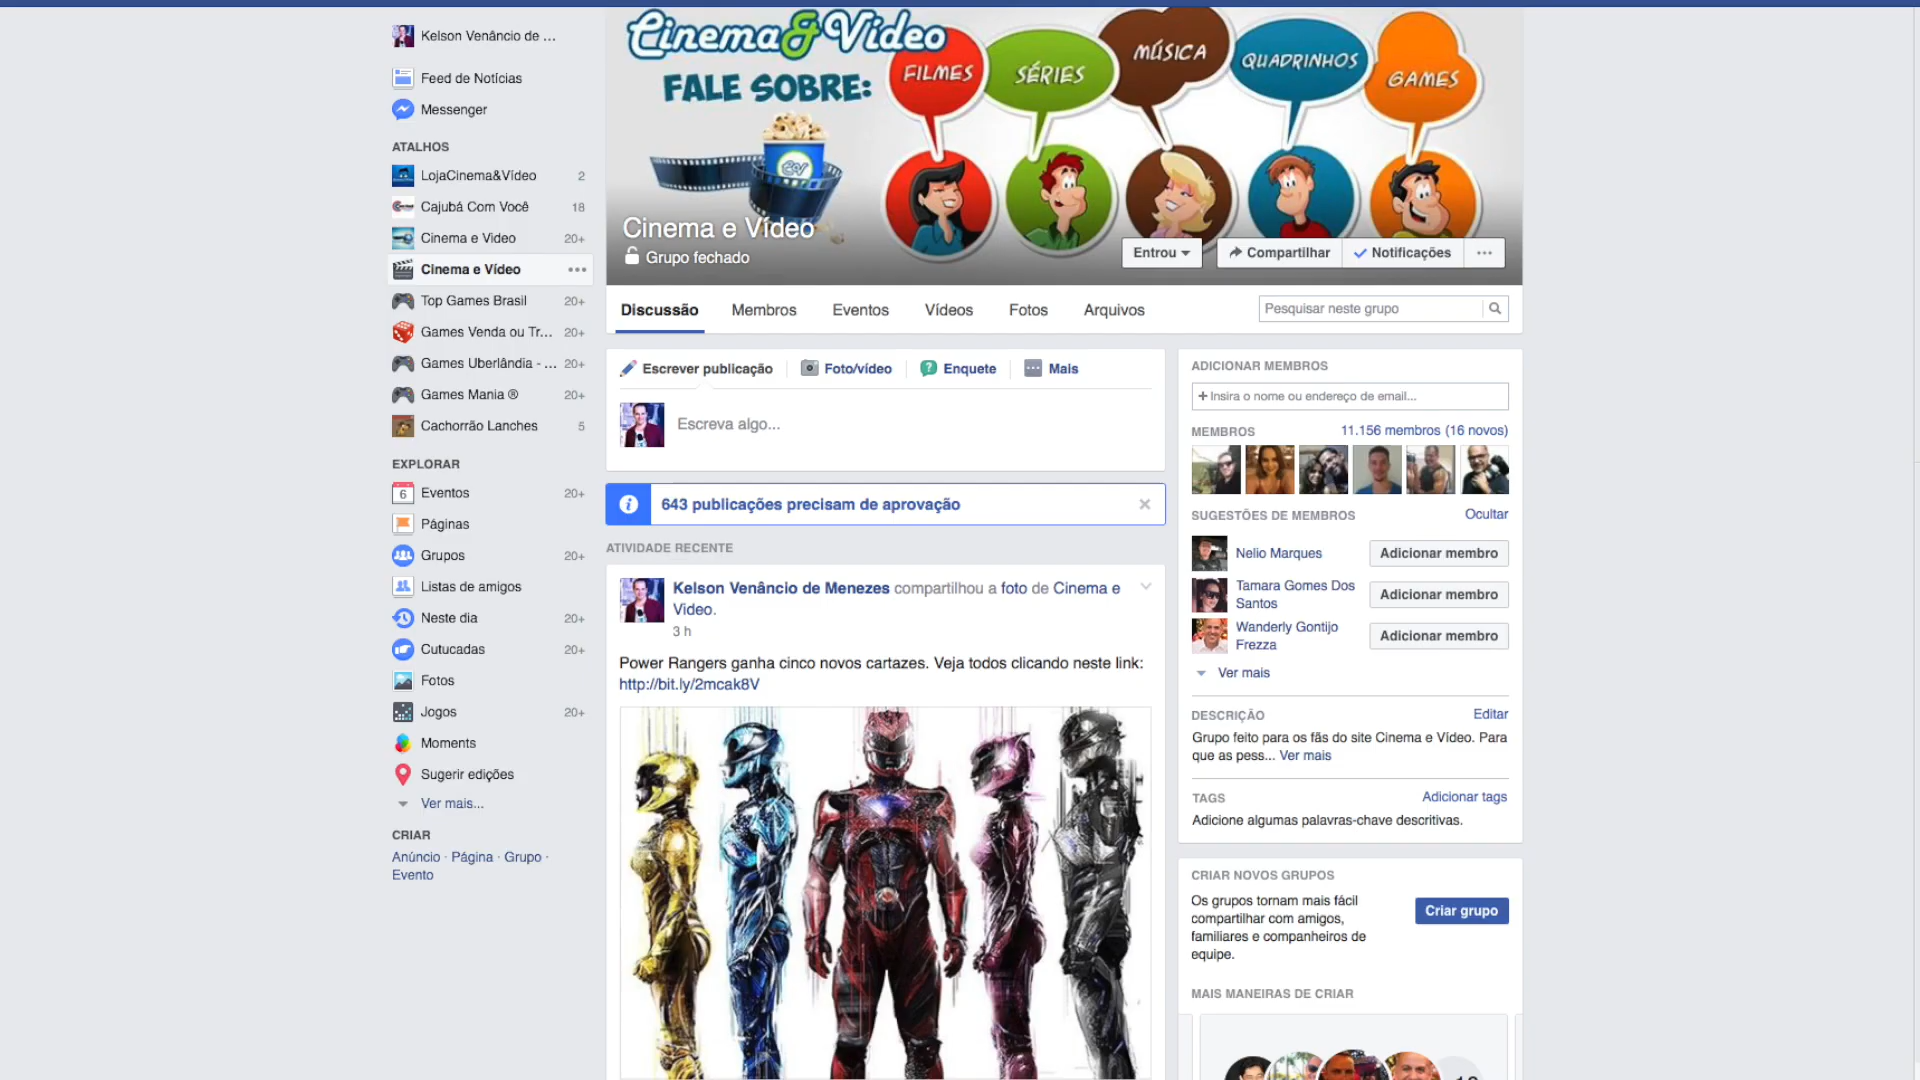 Kelson Venâncio de ...
Feed de Notícias
Messenger
ATALHOS
LojaCinema&Vídeo 2
Cajubá Com Você 18
Cinema e Video 20+
Cinema e Vídeo
Top Games Brasil 20+
Games Venda ou Tr... 20+
Games Uberlândia - ... 20+
Games Mania ® 20+
Cachorrão Lanches 5
EXPLORAR
6 Eventos 20+
Páginas
Grupos 20+
Listas de amigos
Neste dia 20+
Cutucadas 20+
Fotos
Jogos 20+
Moments
Sugerir edições
Ver mais...
CRIAR
Anúncio · Página · Grupo ·
Evento
Cinema&Vídeo
FALE SOBRE:
FILMES
SÉRIES
MÚSICA
QUADRINHOS
GAMES
CV
Cinema e Vídeo
Grupo fechado
Entrou
Compartilhar
Notificações
Discussão Membros Eventos Vídeos Fotos Arquivos
Pesquisar neste grupo
Escrever publicação Foto/vídeo Enquete Mais
Escreva algo...
643 publicações precisam de aprovação
ATIVIDADE RECENTE
Kelson Venâncio de Menezes compartilhou a foto de Cinema e
Video.
3 h
Power Rangers ganha cinco novos cartazes. Veja todos clicando neste link:
http://bit.ly/2mcak8V
ADICIONAR MEMBROS
+ Insira o nome ou endereço de email...
MEMBROS 11.156 membros (16 novos)
SUGESTÕES DE MEMBROS Ocultar
Nelio Marques Adicionar membro
Tamara Gomes Dos
Santos Adicionar membro
Wanderly Gontijo
Frezza Adicionar membro
Ver mais
DESCRIÇÃO Editar
Grupo feito para os fãs do site Cinema e Vídeo. Para
que as pess... Ver mais
TAGS Adicionar tags
Adicione algumas palavras-chave descritivas.
CRIAR NOVOS GRUPOS
Os grupos tornam mais fácil
compartilhar com amigos,
familiares e companheiros de
equipe.
Criar grupo
MAIS MANEIRAS DE CRIAR